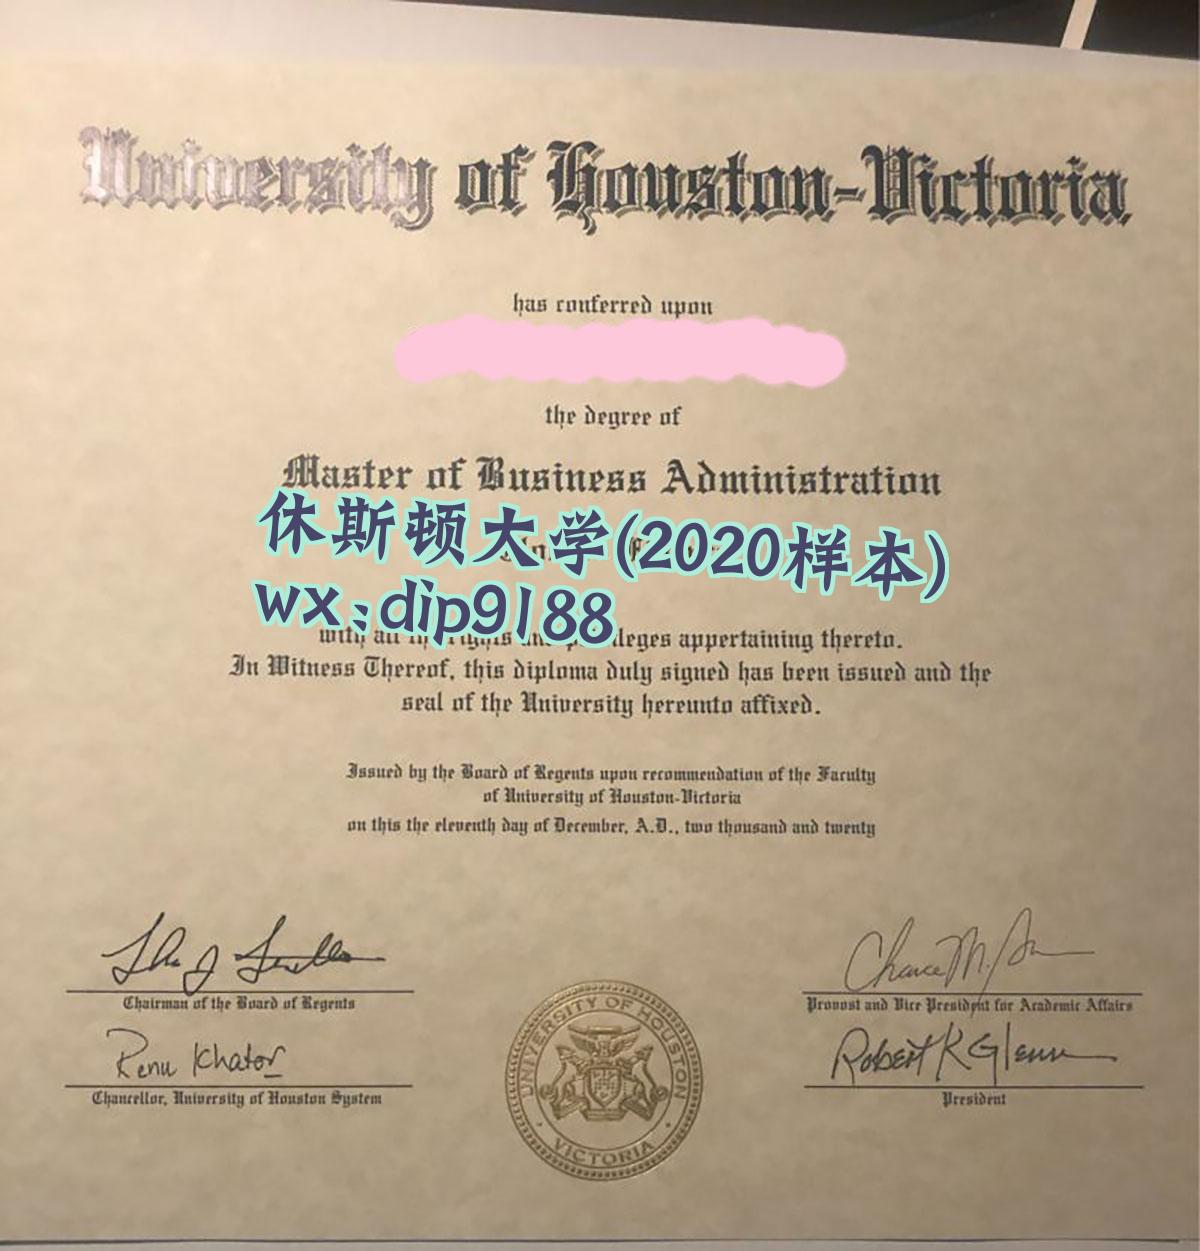 University of Houston-Victoria
has conferred upon
the degree of
Master of Business Administration
休斯顿大学(2020样本)
wx:dip9188
with all rights leges appertaining thereto.
In Witness Thereof, this diploma duly signed has been issued and the
seal of the University hereunto affixed.
Issued by the Board of Regents upon recommendation of the Faculty
of University of Houston-Victoria
on this the eleventh day of December, A.D., two thousand and twenty
Chairman of the Board of Regents
Provost and Vice President for Academic Affairs
Renu Khator
Robert K Glenn
Chancellor, University of Houston System
President
UNIVERSITY OF HOUSTON
VICTORIA